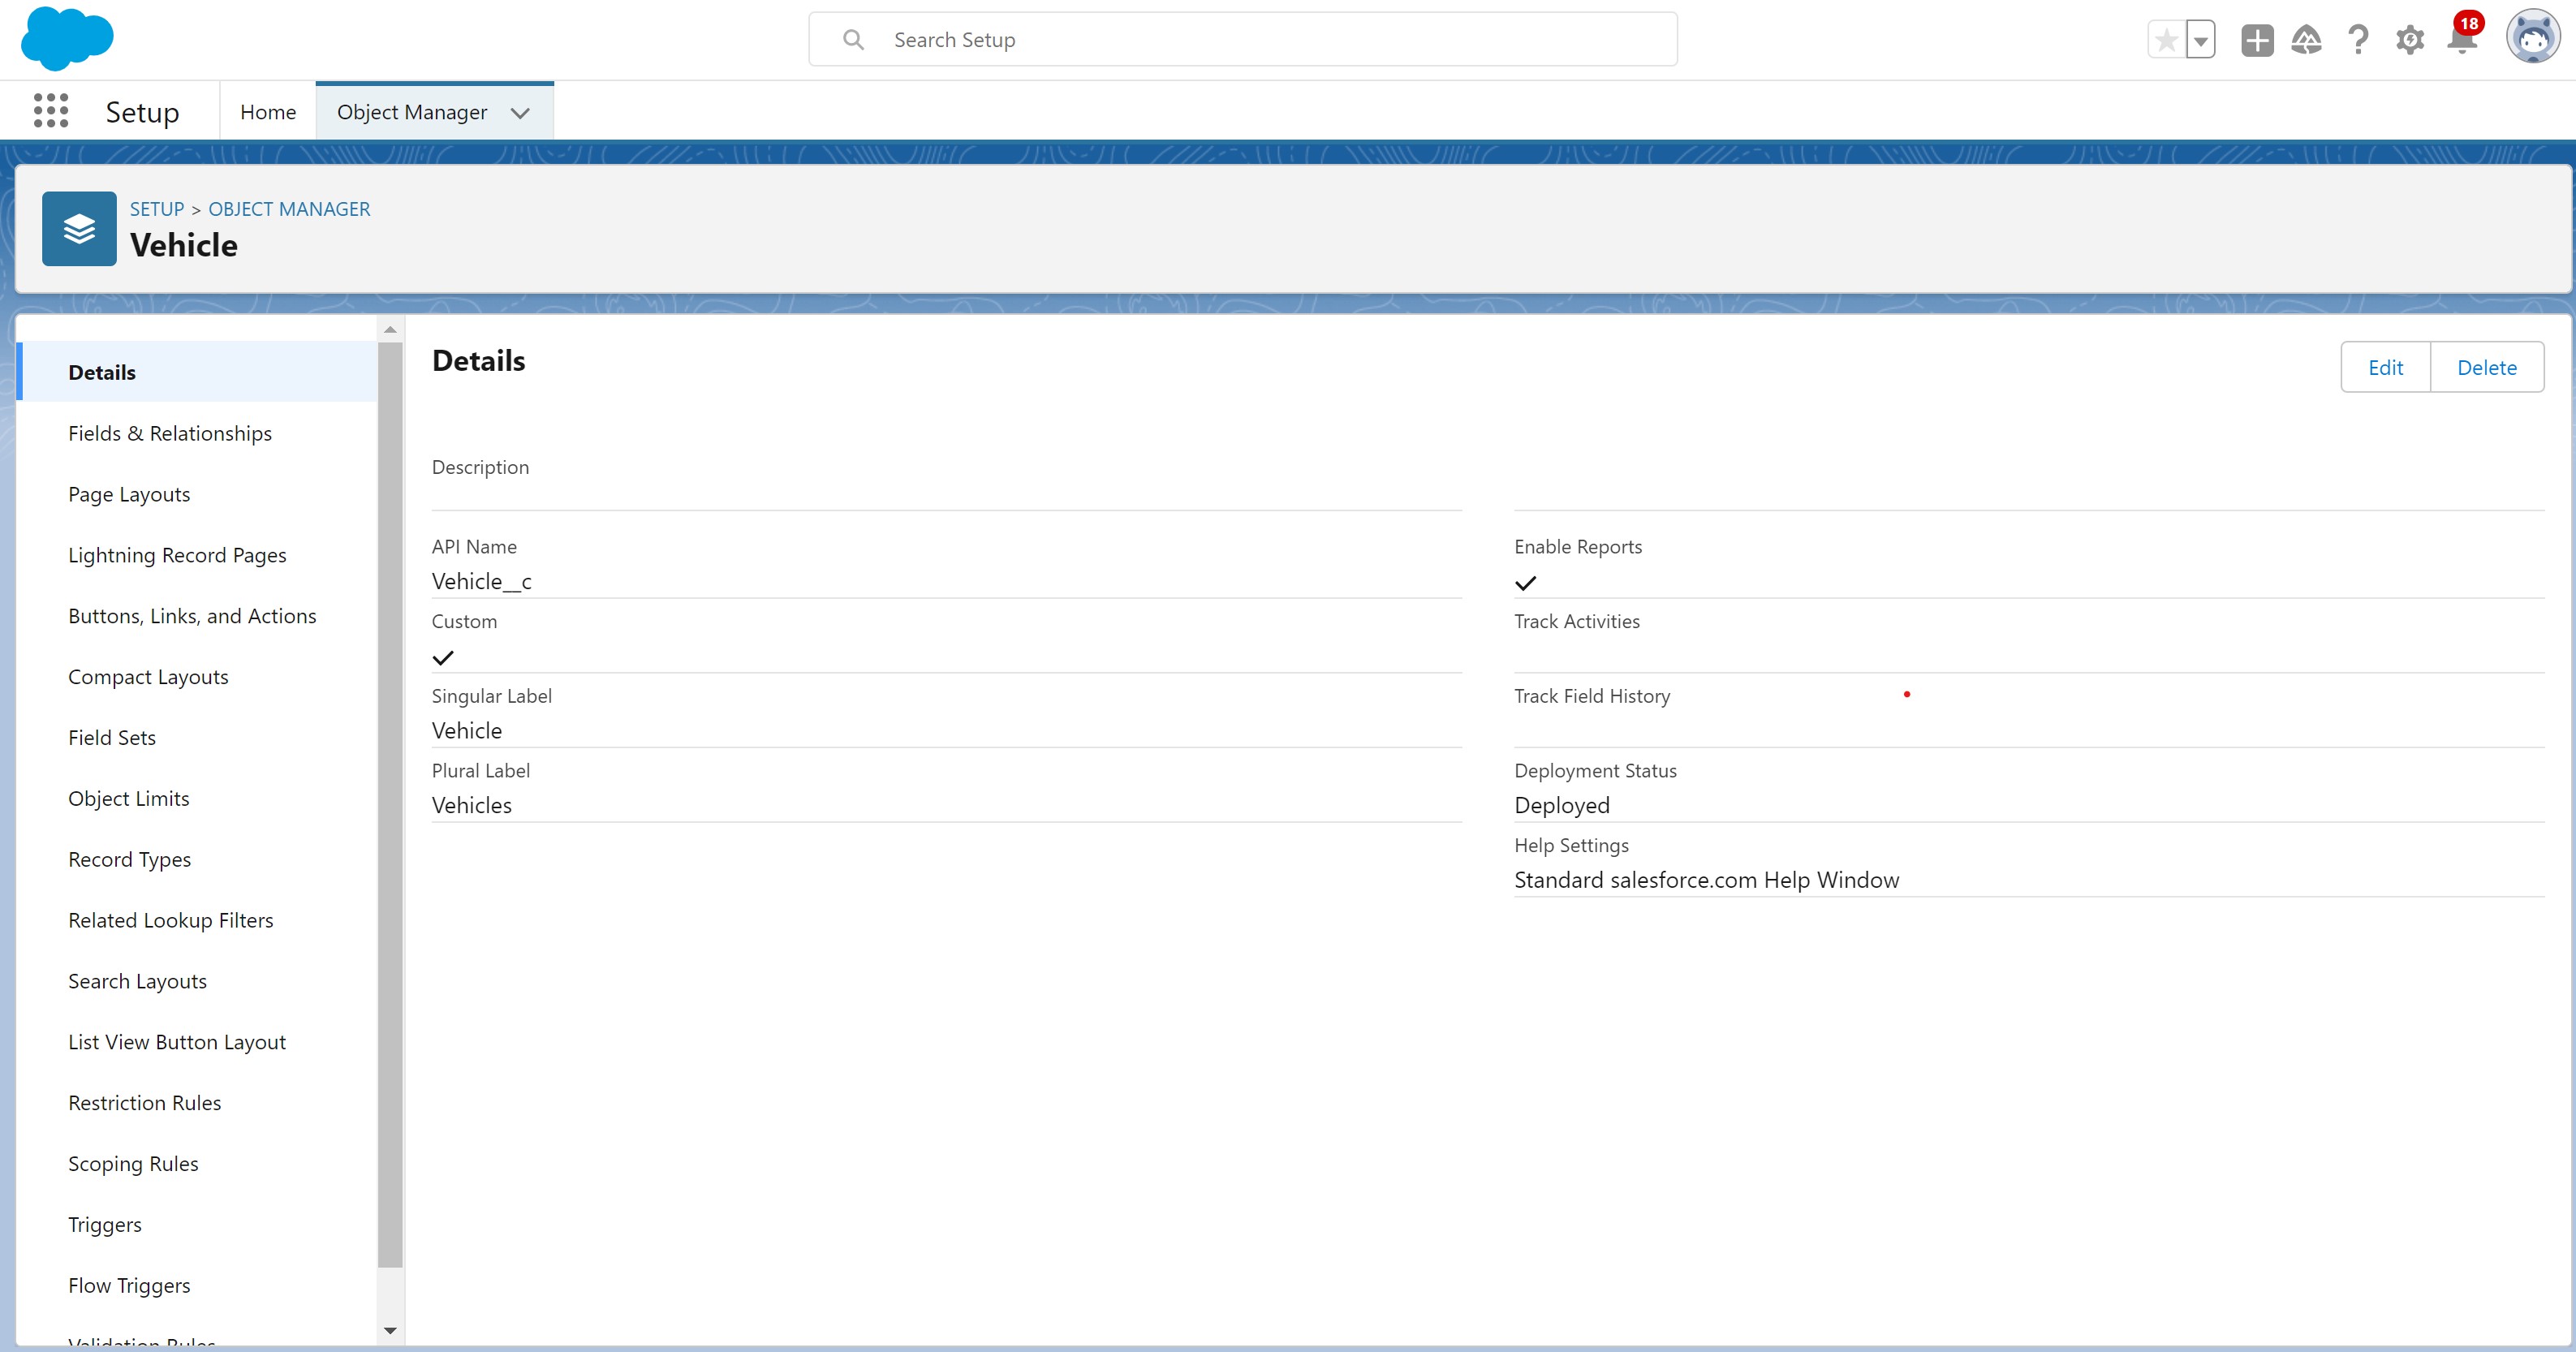 Search Setup
18
Setup
Home
Object Manager
SETUP > OBJECT MANAGER
Vehicle
Details
Fields & Relationships
Page Layouts
Lightning Record Pages
Buttons, Links, and Actions
Compact Layouts
Field Sets
Object Limits
Record Types
Related Lookup Filters
Search Layouts
List View Button Layout
Restriction Rules
Scoping Rules
Triggers
Flow Triggers
Validation Rules
Details
Edit
Delete
Description
API Name
Vehicle__c
Custom
Singular Label
Vehicle
Plural Label
Vehicles
Enable Reports
Track Activities
Track Field History
Deployment Status
Deployed
Help Settings
Standard salesforce.com Help Window